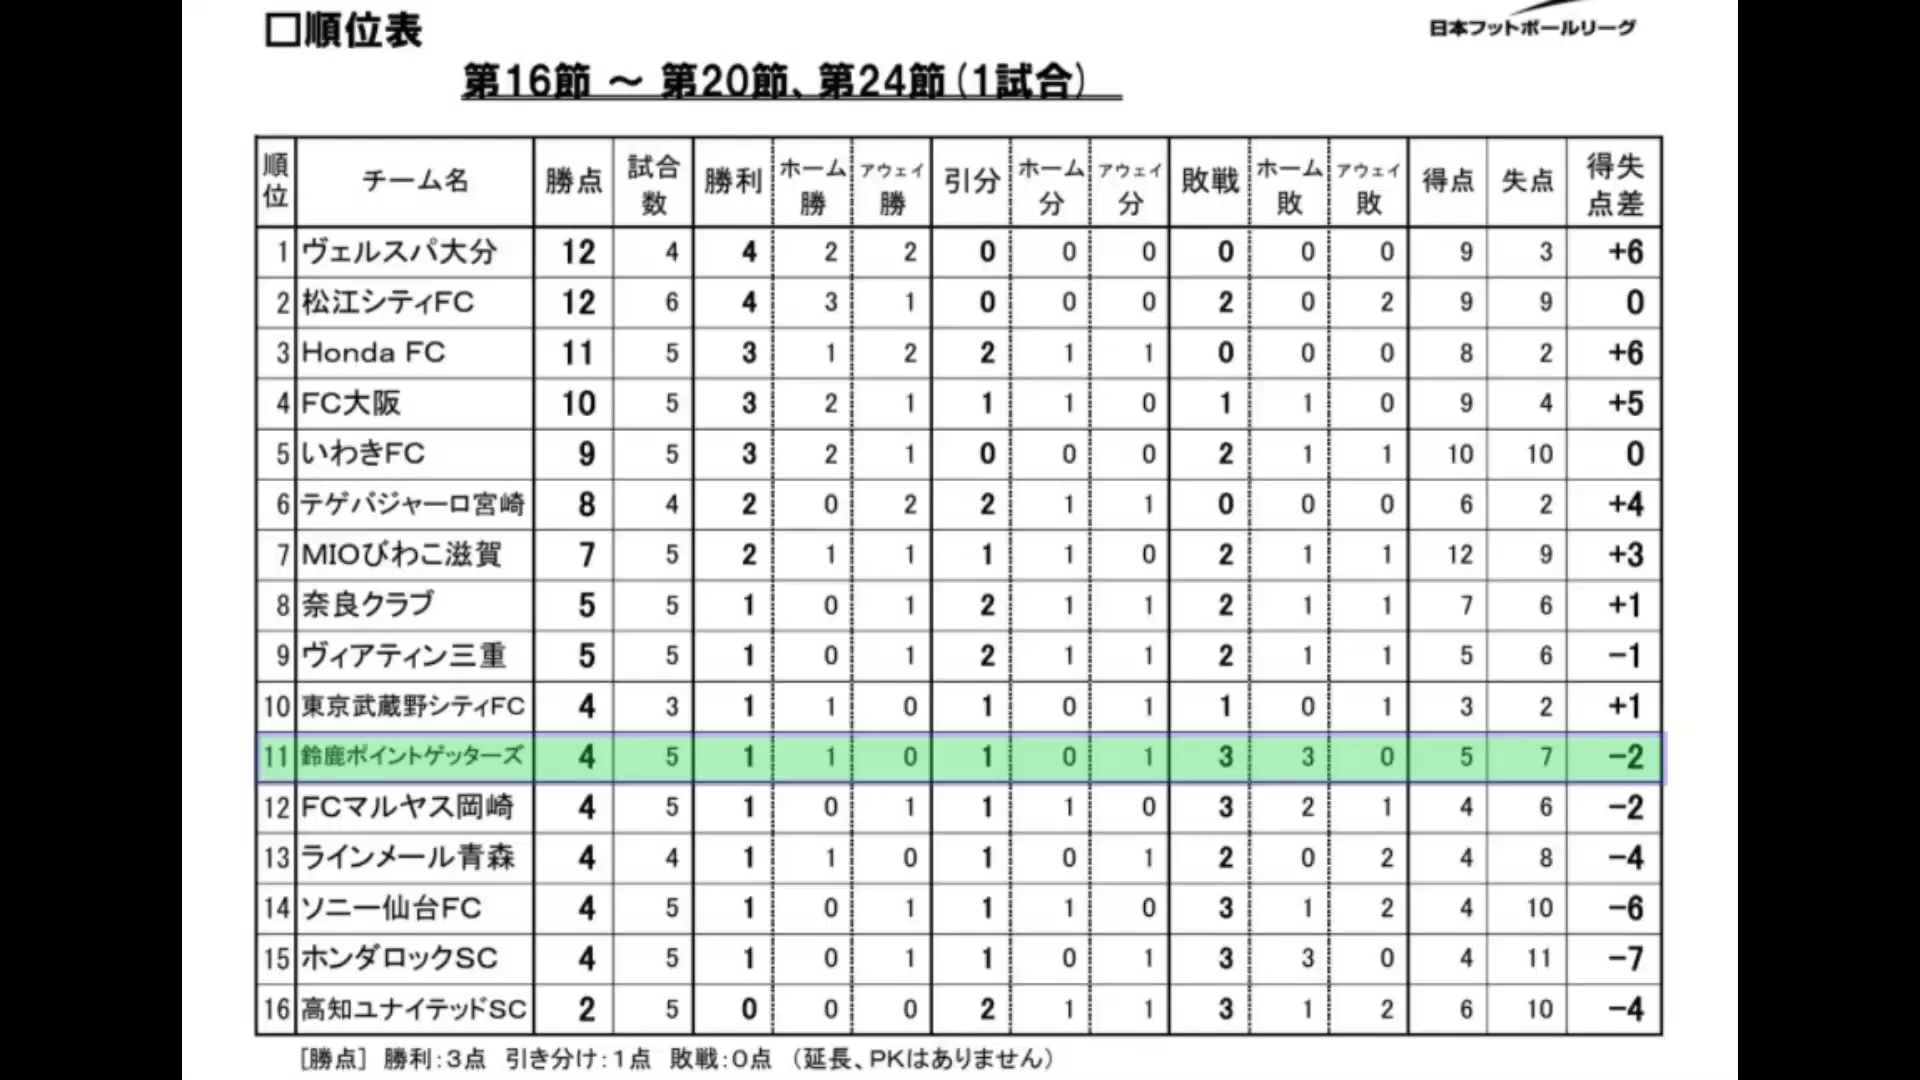 □順位表
日本フットボールリーグ
第16節 ～ 第20節、第24節(1試合)
順位 チーム名 勝点 試合数 勝利 ホーム勝 アウェイ勝 引分 ホーム分 アウェイ分 敗戦 ホーム敗 アウェイ敗 得点 失点 得失点差
1 ヴェルスパ大分 12 4 4 2 2 0 0 0 0 0 0 9 3 +6
2 松江シティFC 12 6 4 3 1 0 0 0 2 0 2 9 9 0
3 Honda FC 11 5 3 1 2 2 1 1 0 0 0 8 2 +6
4 FC大阪 10 5 3 2 1 1 1 0 1 1 0 9 4 +5
5 いわきFC 9 5 3 2 1 0 0 0 2 1 1 10 10 0
6 テゲバジャーロ宮崎 8 4 2 0 2 2 1 1 0 0 0 6 2 +4
7 MIOびわこ滋賀 7 5 2 1 1 1 1 0 2 1 1 12 9 +3
8 奈良クラブ 5 5 1 0 1 2 1 1 2 1 1 7 6 +1
9 ヴィアティン三重 5 5 1 0 1 2 1 1 2 1 1 5 6 −1
10 東京武蔵野シティFC 4 3 1 1 0 1 0 1 1 0 1 3 2 +1
11 鈴鹿ポイントゲッターズ 4 5 1 1 0 1 0 1 3 3 0 5 7 −2
12 FCマルヤス岡崎 4 5 1 0 1 1 1 0 3 2 1 4 6 −2
13 ラインメール青森 4 4 1 1 0 1 0 1 2 0 2 4 8 −4
14 ソニー仙台FC 4 5 1 0 1 1 1 0 3 1 2 4 10 −6
15 ホンダロックSC 4 5 1 0 1 1 0 1 3 3 0 4 11 −7
16 高知ユナイテッドSC 2 5 0 0 0 2 1 1 3 1 2 6 10 −4
[勝点] 勝利:3点 引き分け:1点 敗戦:0点 (延長、PKはありません)